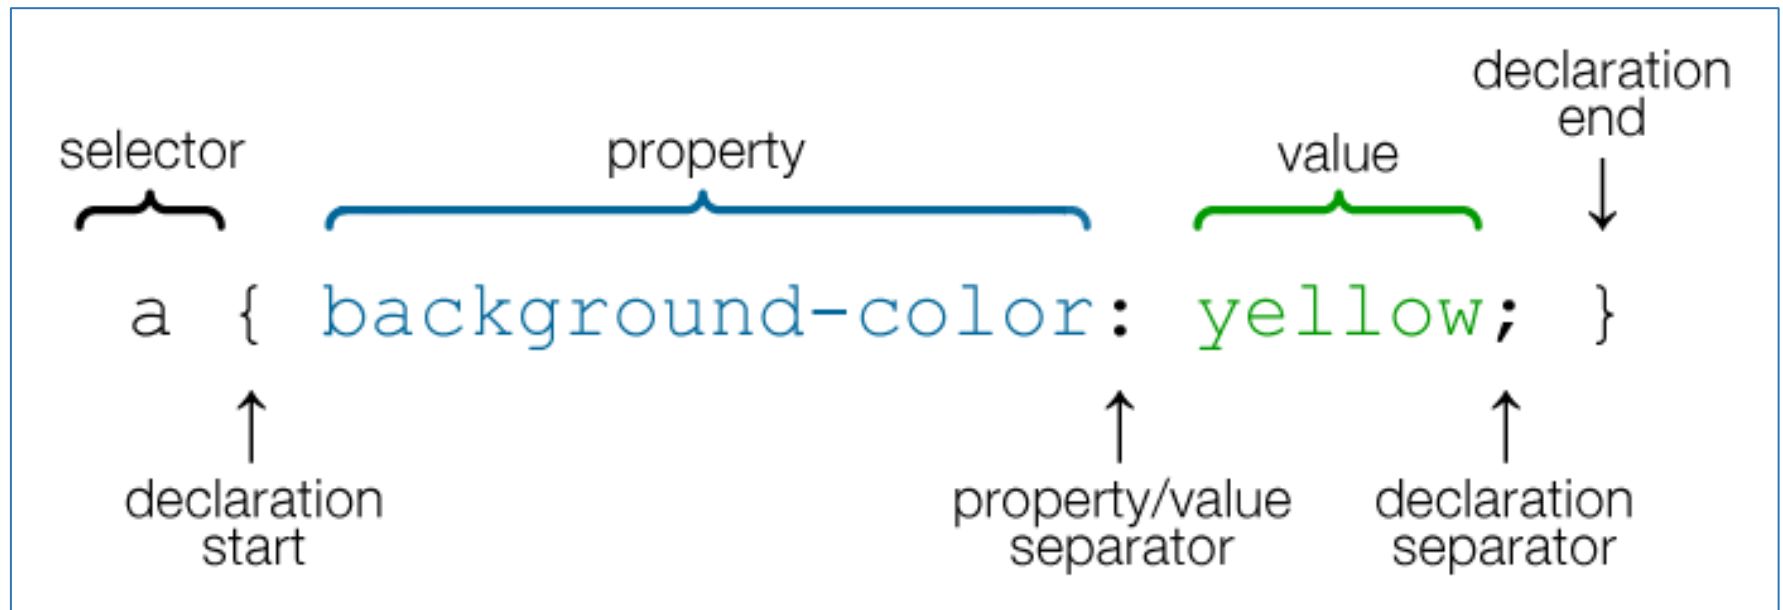 declaration
end
selector
property
value
a { background-color: yellow; }
declaration
start
property/value
separator
declaration
separator